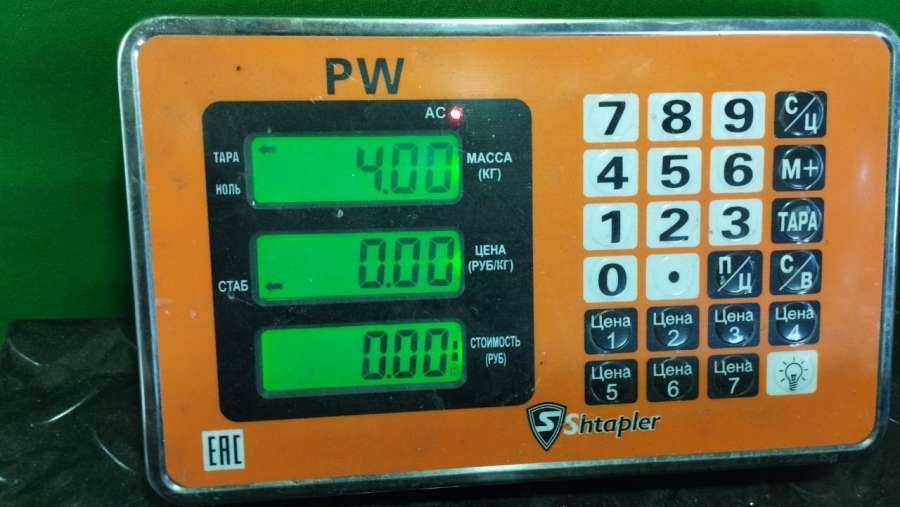 PW
AC
ТАРА
НОЛЬ
4.00
МАССА
(КГ)
СТАБ
0.00
ЦЕНА
(РУБ/КГ)
0.00
СТОИМОСТЬ
(РУБ)
7 8 9 С/Ц
4 5 6 М+
1 2 3 ТАРА
0 . П/Ц С/В
Цена 1 Цена 2 Цена 3 Цена 4
Цена 5 Цена 6 Цена 7
EAC
S Shtapler